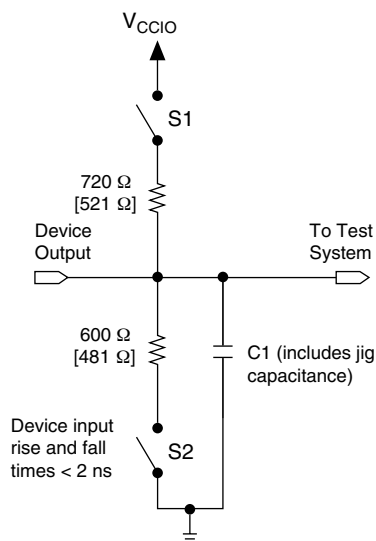 V_CCIO
S1
720 Ω
[521 Ω]
Device
Output
To Test
System
600 Ω
[481 Ω]
C1 (includes jig
capacitance)
Device input
rise and fall
times < 2 ns
S2